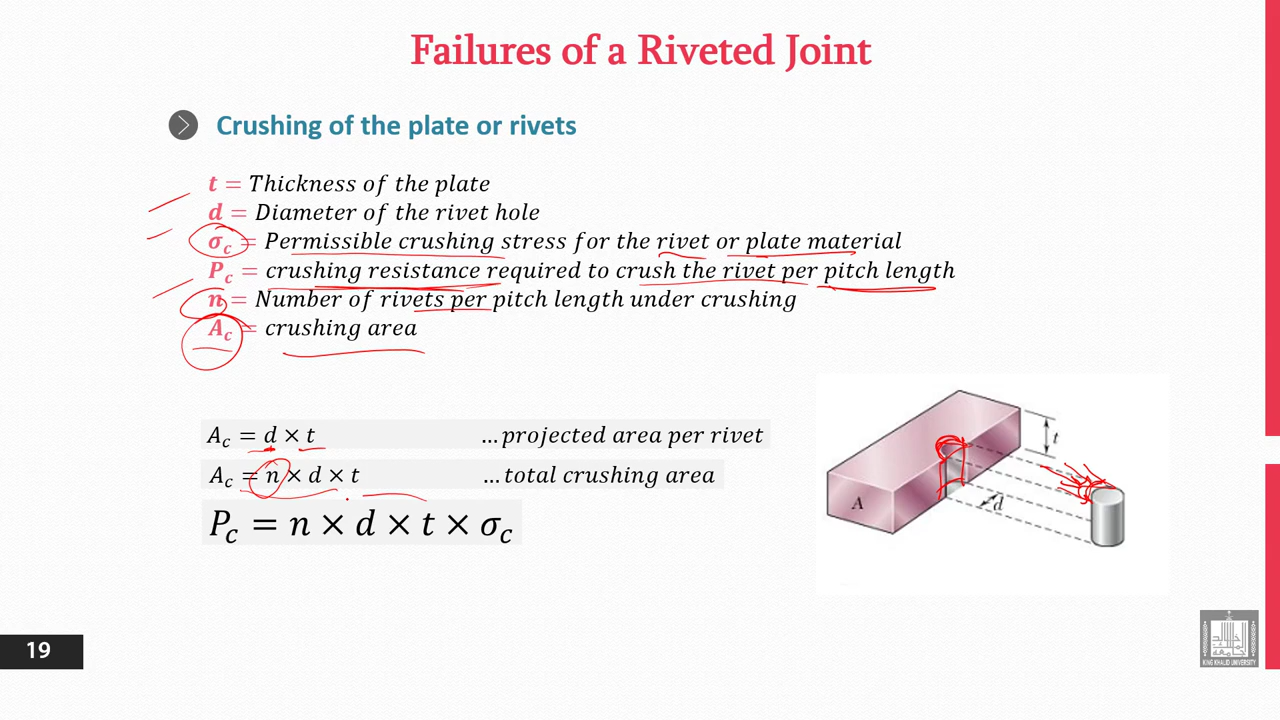 Failures of a Riveted Joint
Crushing of the plate or rivets
t = Thickness of the plate
d = Diameter of the rivet hole
σc = Permissible crushing stress for the rivet or plate material
Pc = crushing resistance required to crush the rivet per pitch length
n = Number of rivets per pitch length under crushing
Ac = crushing area
Ac = d × t ...projected area per rivet
Ac = n × d × t ...total crushing area
Pc = n × d × t × σc
t
A
d
19
KING KHALID UNIVERSITY